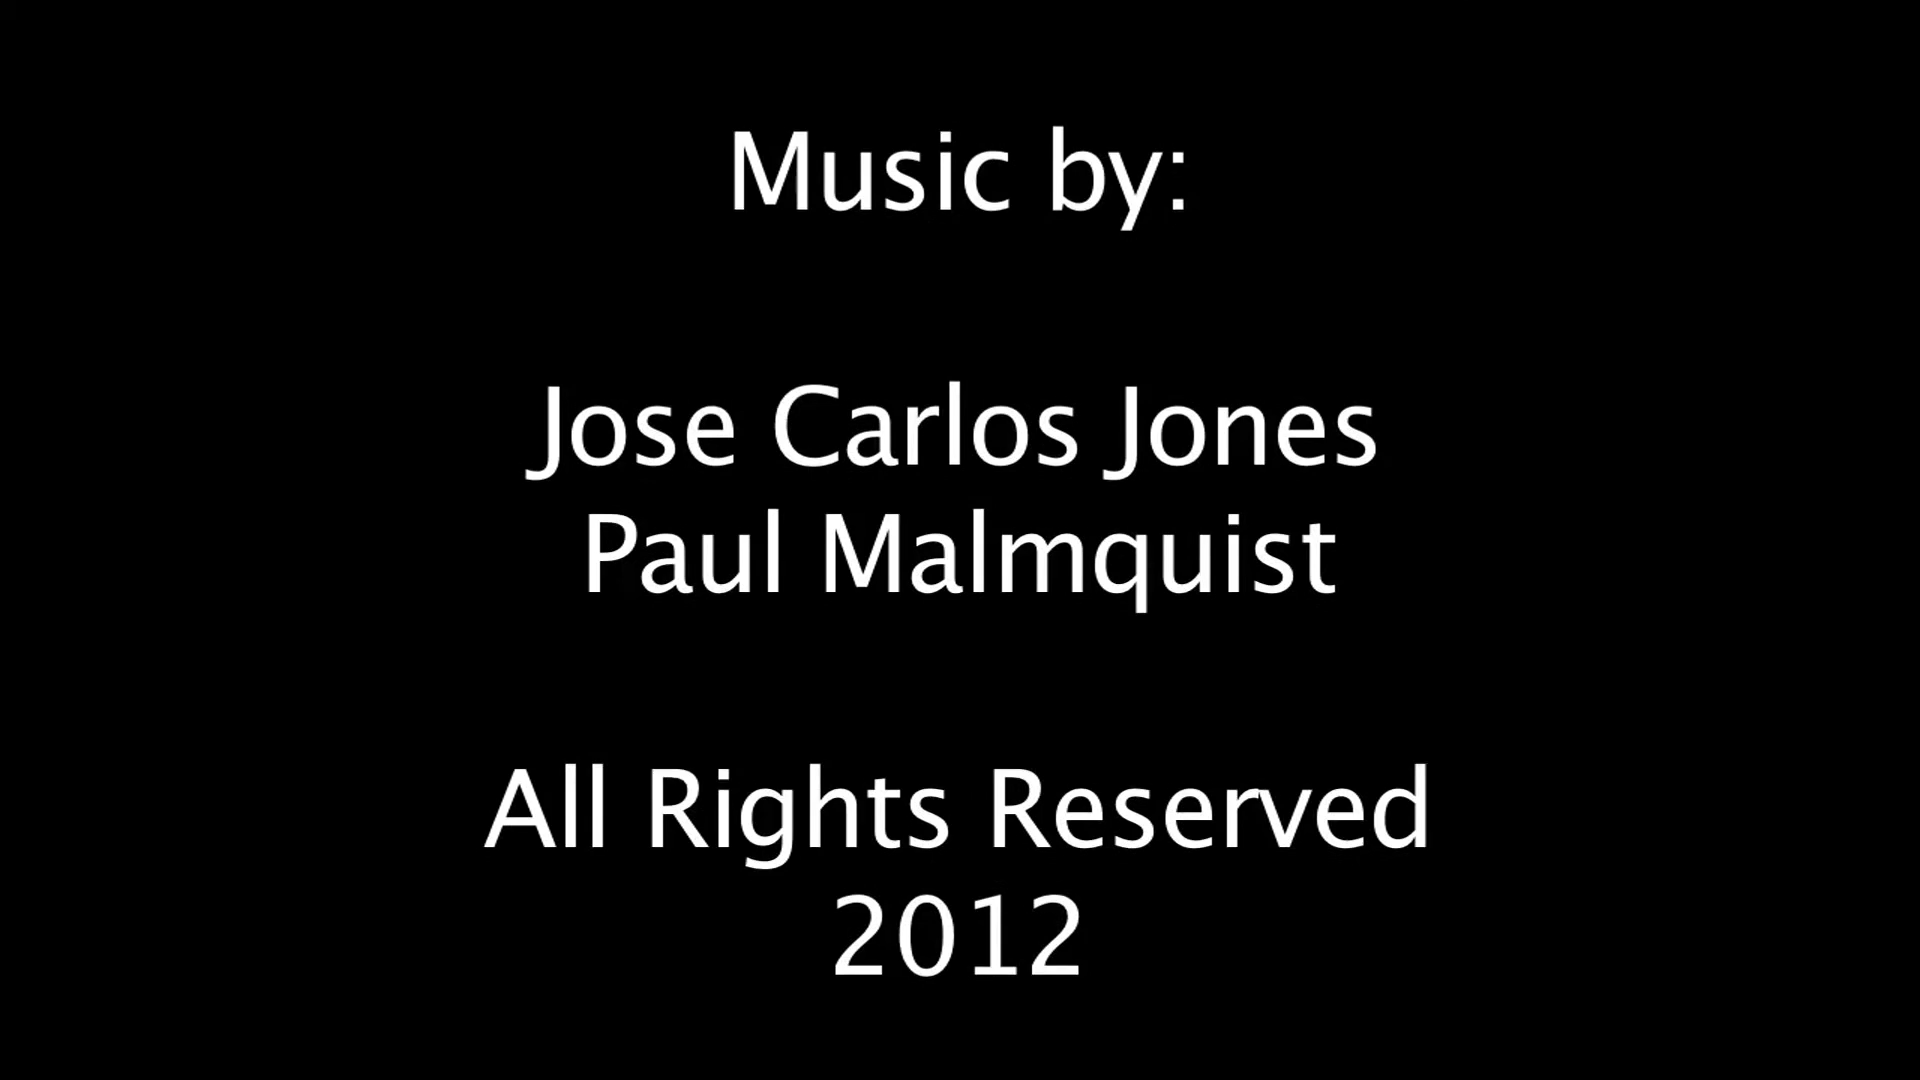 Music by:
Jose Carlos Jones
Paul Malmquist
All Rights Reserved
2012